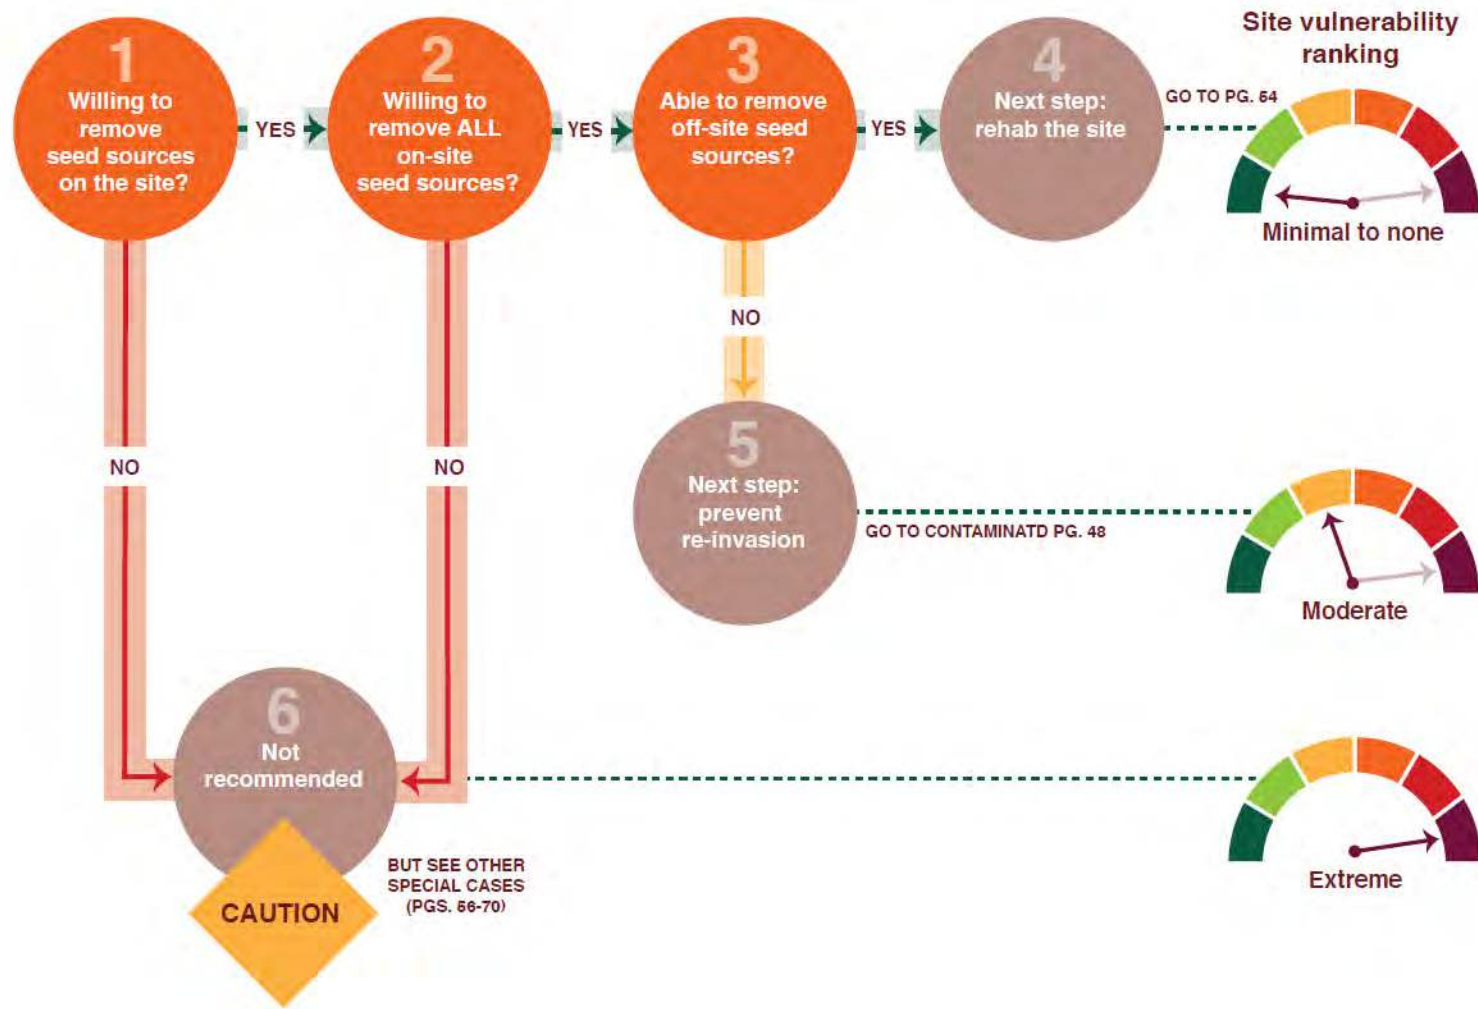 1
Willing to
remove
seed sources
on the site?
YES
2
Willing to
remove ALL
on-site
seed sources?
YES
3
Able to remove
off-site seed
sources?
YES
4
Next step:
rehab the site
GO TO PG. 54
Site vulnerability
ranking
Minimal to none
NO
5
Next step:
prevent
re-invasion
GO TO CONTAMINATD PG. 48
Moderate
NO
NO
6
Not
recommended
CAUTION
BUT SEE OTHER
SPECIAL CASES
(PGS. 56-70)
Extreme